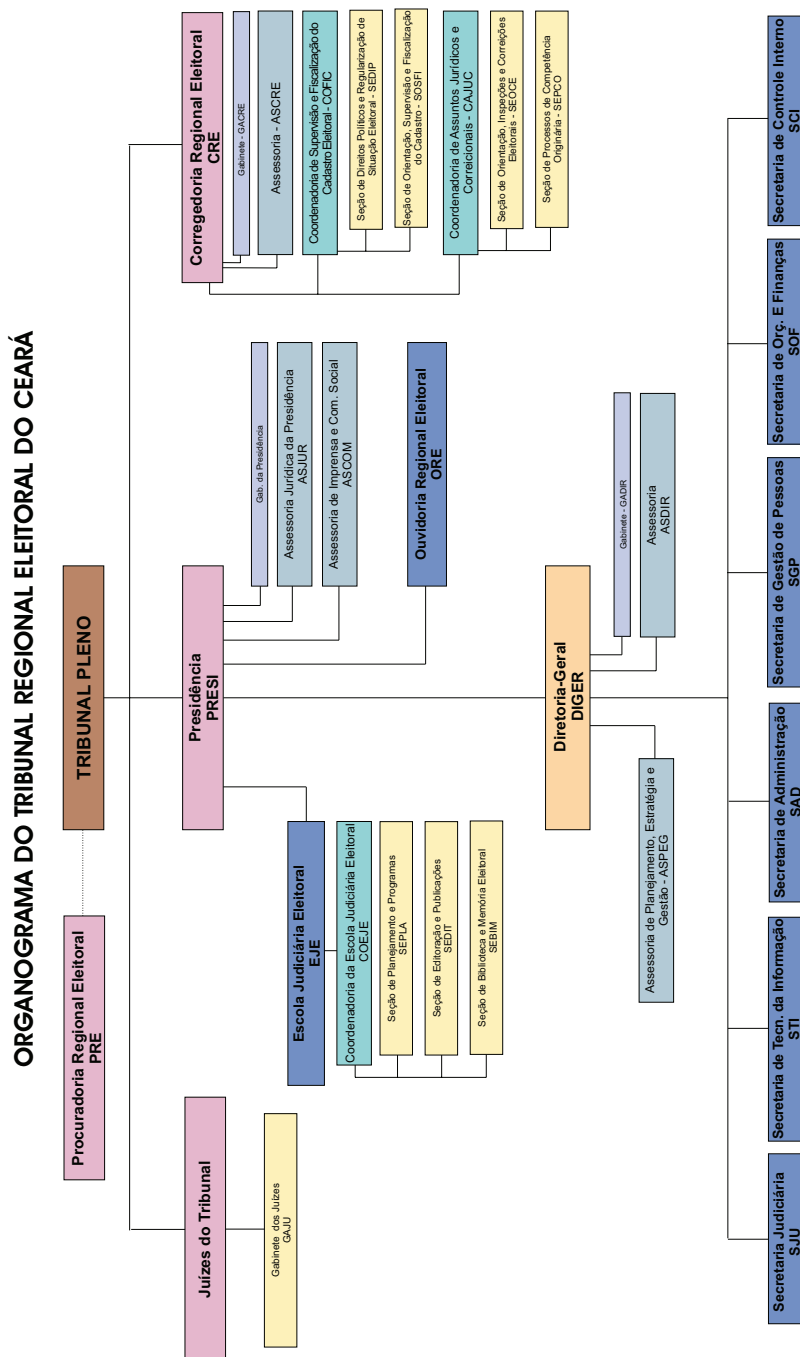 ORGANOGRAMA DO TRIBUNAL REGIONAL ELEITORAL DO CEARÁ
Procuradoria Regional Eleitoral
PRE
TRIBUNAL PLENO
Juízes do Tribunal
Gabinete dos Juízes
GAJU
Presidência
PRESI
Gab. da Presidência
Assessoria Jurídica da Presidência
ASJUR
Assessoria de Imprensa e Com. Social
ASCOM
Ouvidoria Regional Eleitoral
ORE
Escola Judiciária Eleitoral
EJE
Coordenadoria da Escola Judiciária Eleitoral
COEJE
Seção de Planejamento e Programas
SEPLA
Seção de Editoração e Publicações
SEDIT
Seção de Biblioteca e Memória Eleitoral
SEBIM
Corregedoria Regional Eleitoral
CRE
Gabinete - GACRE
Assessoria - ASCRE
Coordenadoria de Supervisão e Fiscalização do
Cadastro Eleitoral - COFIC
Seção de Direitos Políticos e Regularização de
Situação Eleitoral - SEDIP
Seção de Orientação, Supervisão e Fiscalização
do Cadastro - SOSFI
Coordenadoria de Assuntos Jurídicos e
Correicionais - CAJUC
Seção de Orientação, Inspeções e Correições
Eleitorais - SEOCE
Seção de Processos de Competência
Originária - SEPCO
Diretoria-Geral
DIGER
Gabinete - GADIR
Assessoria
ASDIR
Assessoria de Planejamento, Estratégia e
Gestão - ASPEG
Secretaria Judiciária
SJU
Secretaria de Tecn. da Informação
STI
Secretaria de Administração
SAD
Secretaria de Gestão de Pessoas
SGP
Secretaria de Orç. E Finanças
SOF
Secretaria de Controle Interno
SCI